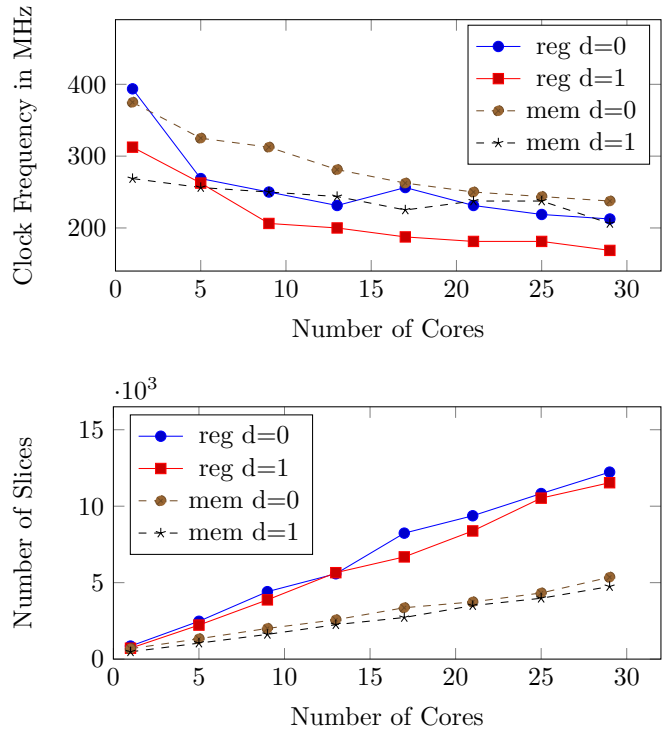 Clock Frequency in MHz
400
300
200
reg d=0
reg d=1
mem d=0
mem d=1
0 5 10 15 20 25 30
Number of Cores
·10³
Number of Slices
15
10
5
0
reg d=0
reg d=1
mem d=0
mem d=1
0 5 10 15 20 25 30
Number of Cores